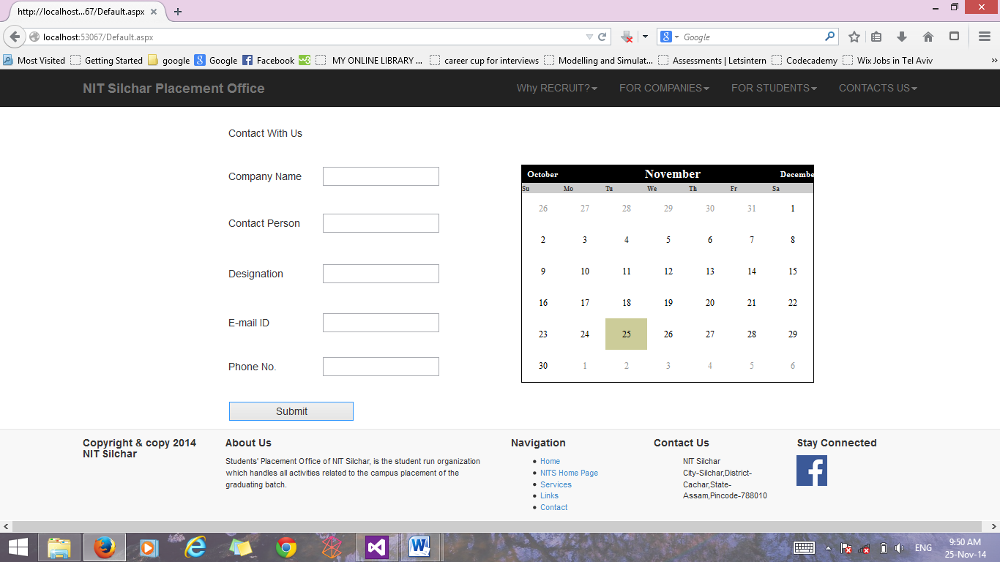 http://localhost...67/Default.aspx
localhost:53067/Default.aspx
Google
Most Visited Getting Started google Google Facebook w3 MY ONLINE LIBRARY ... career cup for interviews Modelling and Simulat... Assessments | Letsintern Codecademy Wix Jobs in Tel Aviv
NIT Silchar Placement Office Why RECRUIT? FOR COMPANIES FOR STUDENTS CONTACTS US
Contact With Us
Company Name
Contact Person
Designation
E-mail ID
Phone No.
Submit
October November Decembe
Su Mo Tu We Th Fr Sa
26 27 28 29 30 31 1
2 3 4 5 6 7 8
9 10 11 12 13 14 15
16 17 18 19 20 21 22
23 24 25 26 27 28 29
30 1 2 3 4 5 6
Copyright & copy 2014
NIT Silchar
About Us
Students' Placement Office of NIT Silchar, is the student run organization
which handles all activities related to the campus placement of the
graduating batch.
Navigation
Home
NITS Home Page
Services
Links
Contact
Contact Us
NIT Silchar
City-Silchar,District-
Cachar,State-
Assam,Pincode-788010
Stay Connected
ENG
9:50 AM
25-Nov-14